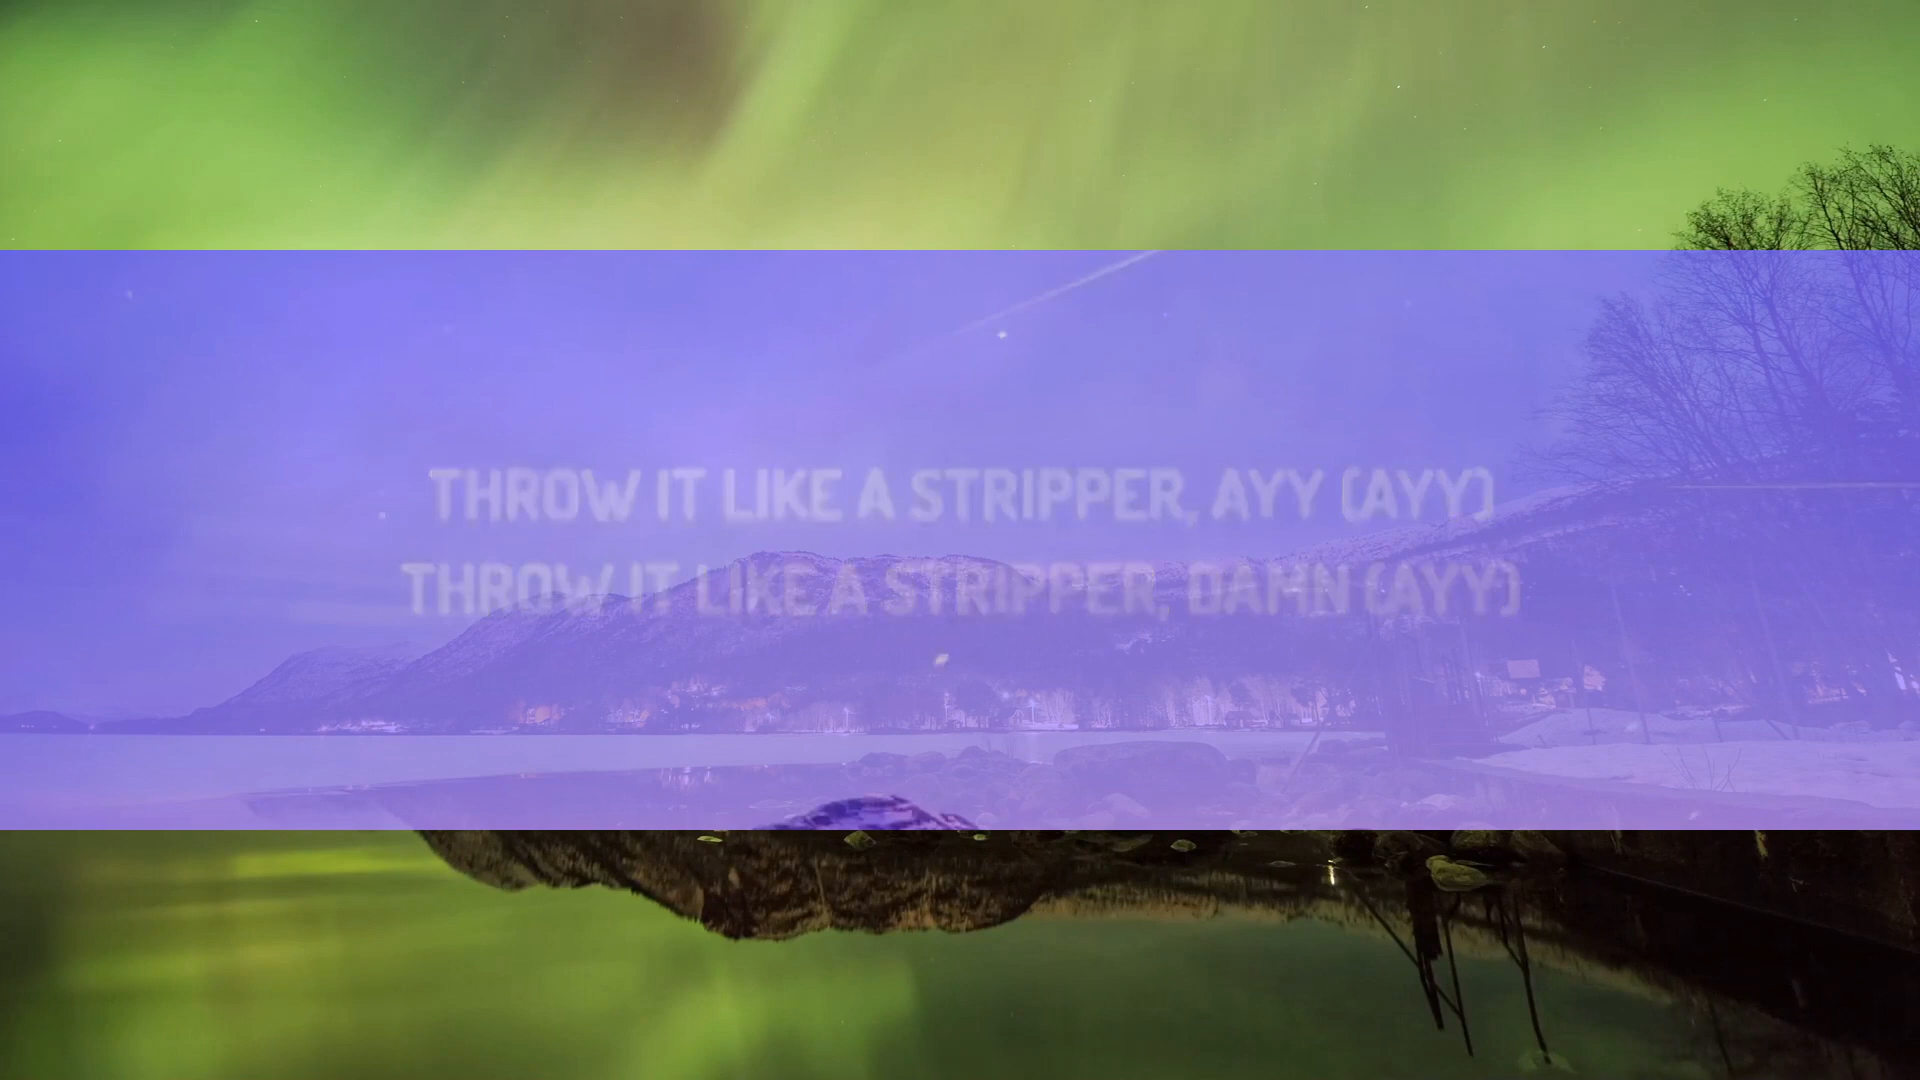 THROW IT LIKE A STRIPPER, AYY (AYY)
THROW IT LIKE A STRIPPER, DAMN (AYY)